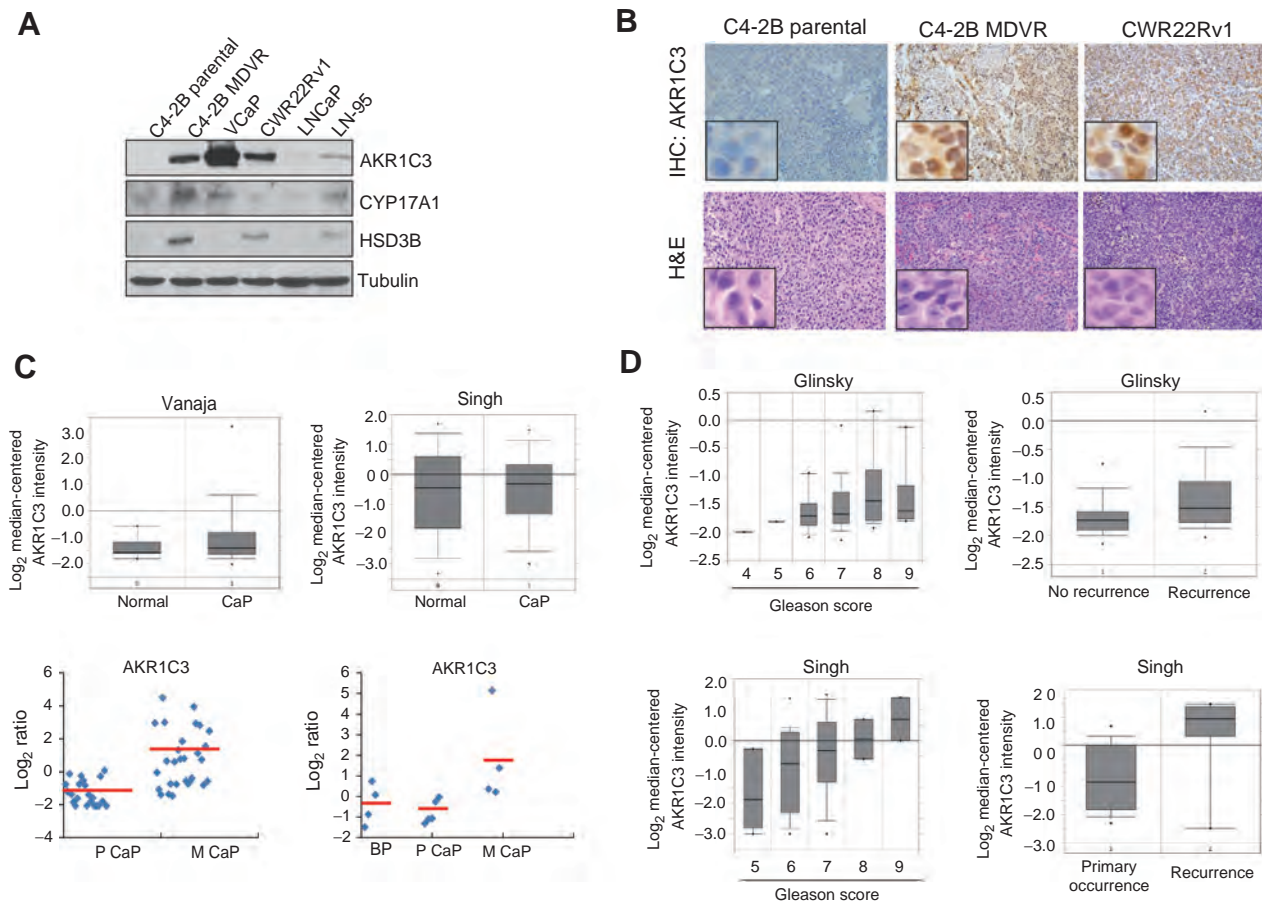 A
C4-2B parental
C4-2B MDVR
VCaP
CWR22Rv1
LNCaP
LN-95
AKR1C3
CYP17A1
HSD3B
Tubulin
B
C4-2B parental
C4-2B MDVR
CWR22Rv1
IHC: AKR1C3
H&E
C
Vanaja
Log2 median-centered
AKR1C3 intensity
3.0
2.0
1.0
0.0
−1.0
−2.0
Normal
CaP
Singh
Log2 median-centered
AKR1C3 intensity
2.0
1.0
0.0
−1.0
−2.0
−3.0
Normal
CaP
AKR1C3
Log2 ratio
6
4
2
0
−2
−4
P CaP
M CaP
AKR1C3
Log2 ratio
6
5
4
3
2
1
0
−1
−2
BP
P CaP
M CaP
D
Glinsky
Log2 median-centered
AKR1C3 intensity
0.5
0.0
−0.5
−1.0
−1.5
−2.0
−2.5
4
5
6
7
8
9
Gleason score
Glinsky
Log2 median-centered
AKR1C3 intensity
0.5
0.0
−0.5
−1.0
−1.5
−2.0
−2.5
No recurrence
Recurrence
Singh
Log2 median-centered
AKR1C3 intensity
2.0
1.0
0.0
−1.0
−2.0
−3.0
5
6
7
8
9
Gleason score
Singh
Log2 median-centered
AKR1C3 intensity
2 0
1.0
0.0
−1.0
−2.0
−3.0
Primary
occurrence
Recurrence